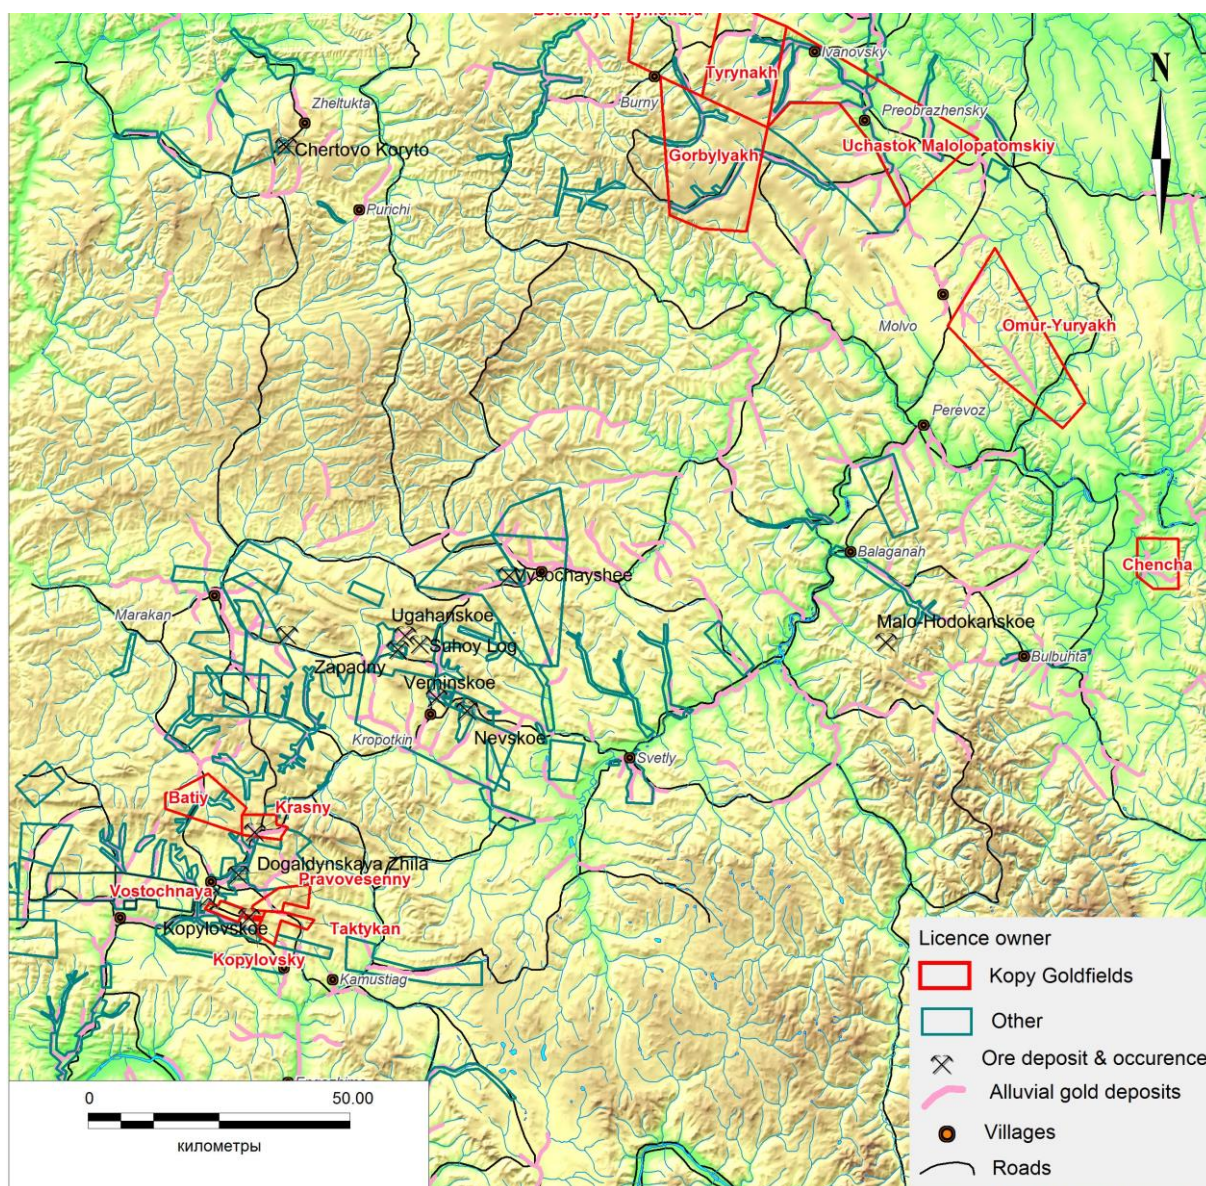 Ivanovsky
Tyrynakh
N
Zheltukta
Burny
Preobrazhensky
Chertovo Koryto
Gorbylyakh
Uchastok Malolopatomskiy
Purichi
Molvo
Omur-Yuryakh
Perevoz
Balaganah
Chencha
Vysochayshee
Marakan
Ugahanskoe
Malo-Hodokanskoe
Suhoy Log
Zapadny
Bulbuhta
Verninskoe
Kropotkin
Nevskoe
Svetly
Batiy
Krasny
Dogaldynskaya Zhila
Pravovesenny
Vostochnaya
Kopylovskoe
Taktykan
Kopylovsky
Kamustiag
Licence owner
Kopy Goldfields
Other
Ore deposit & occurence
Alluvial gold deposits
Villages
Roads
0 50.00
километры